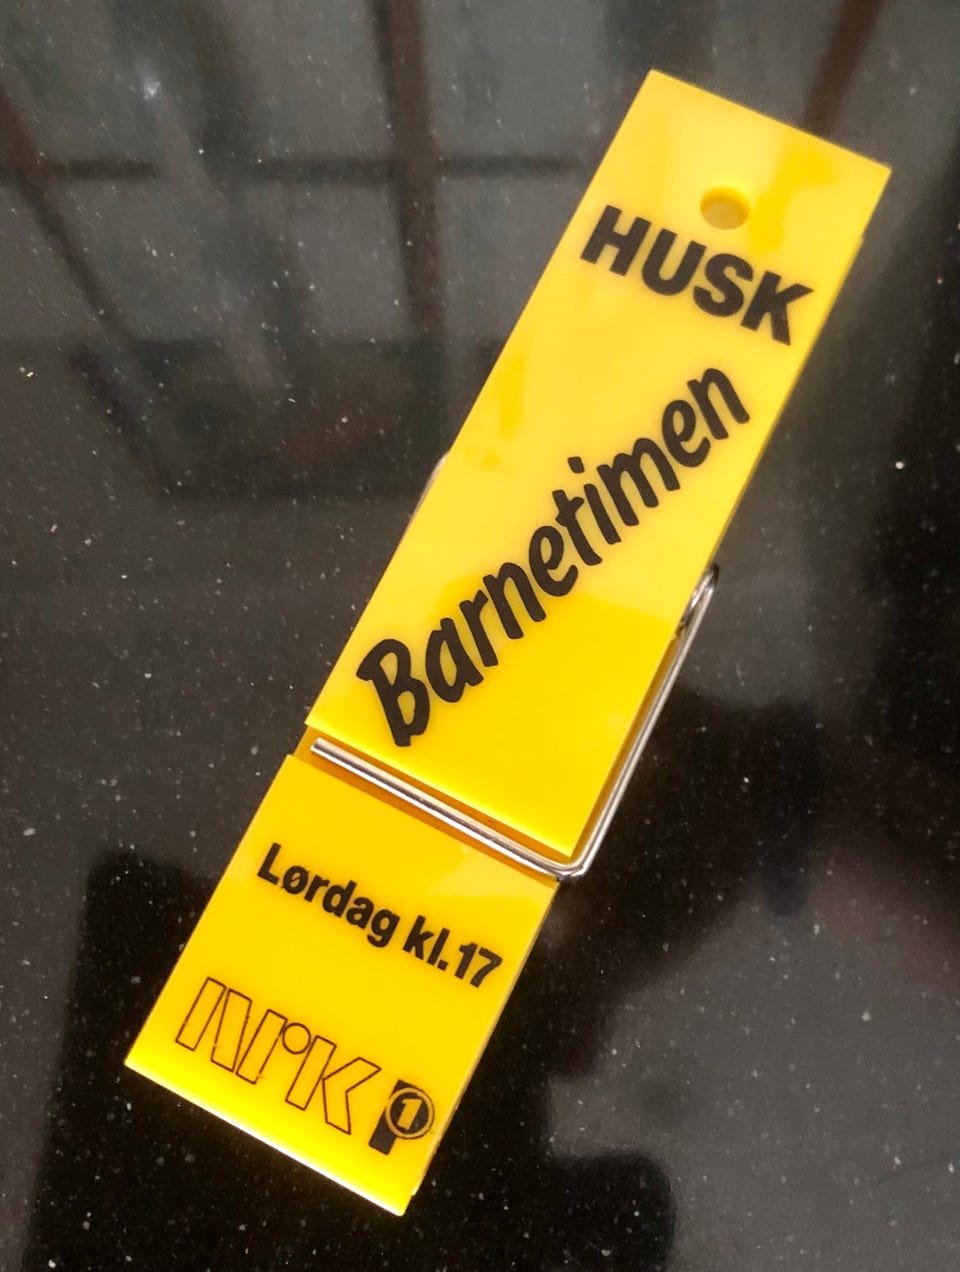 HUSK
Barnetimen
Lørdag kl.17
NRK P1